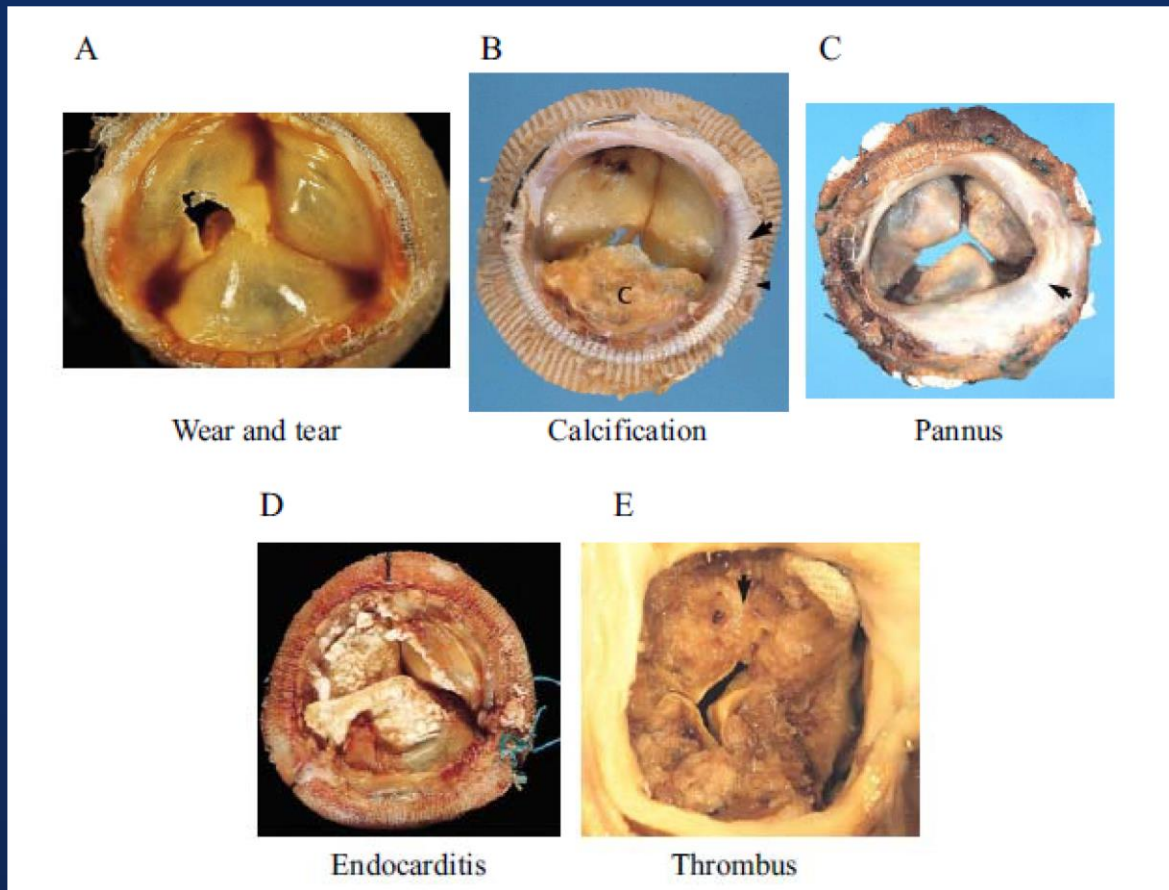 A
B
C
C
Wear and tear
Calcification
Pannus
D
E
Endocarditis
Thrombus